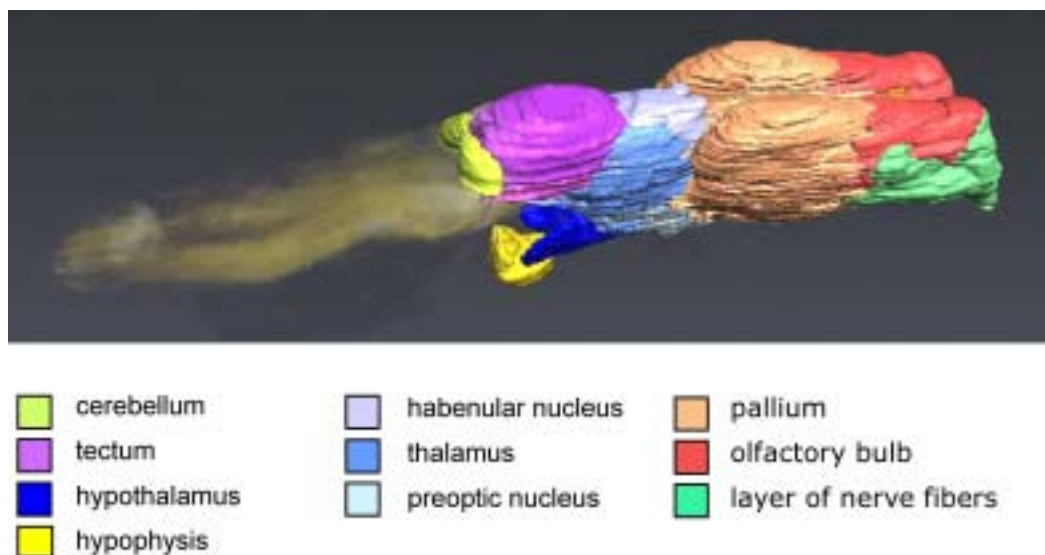 cerebellum
tectum
hypothalamus
hypophysis
habenular nucleus
thalamus
preoptic nucleus
pallium
olfactory bulb
layer of nerve fibers